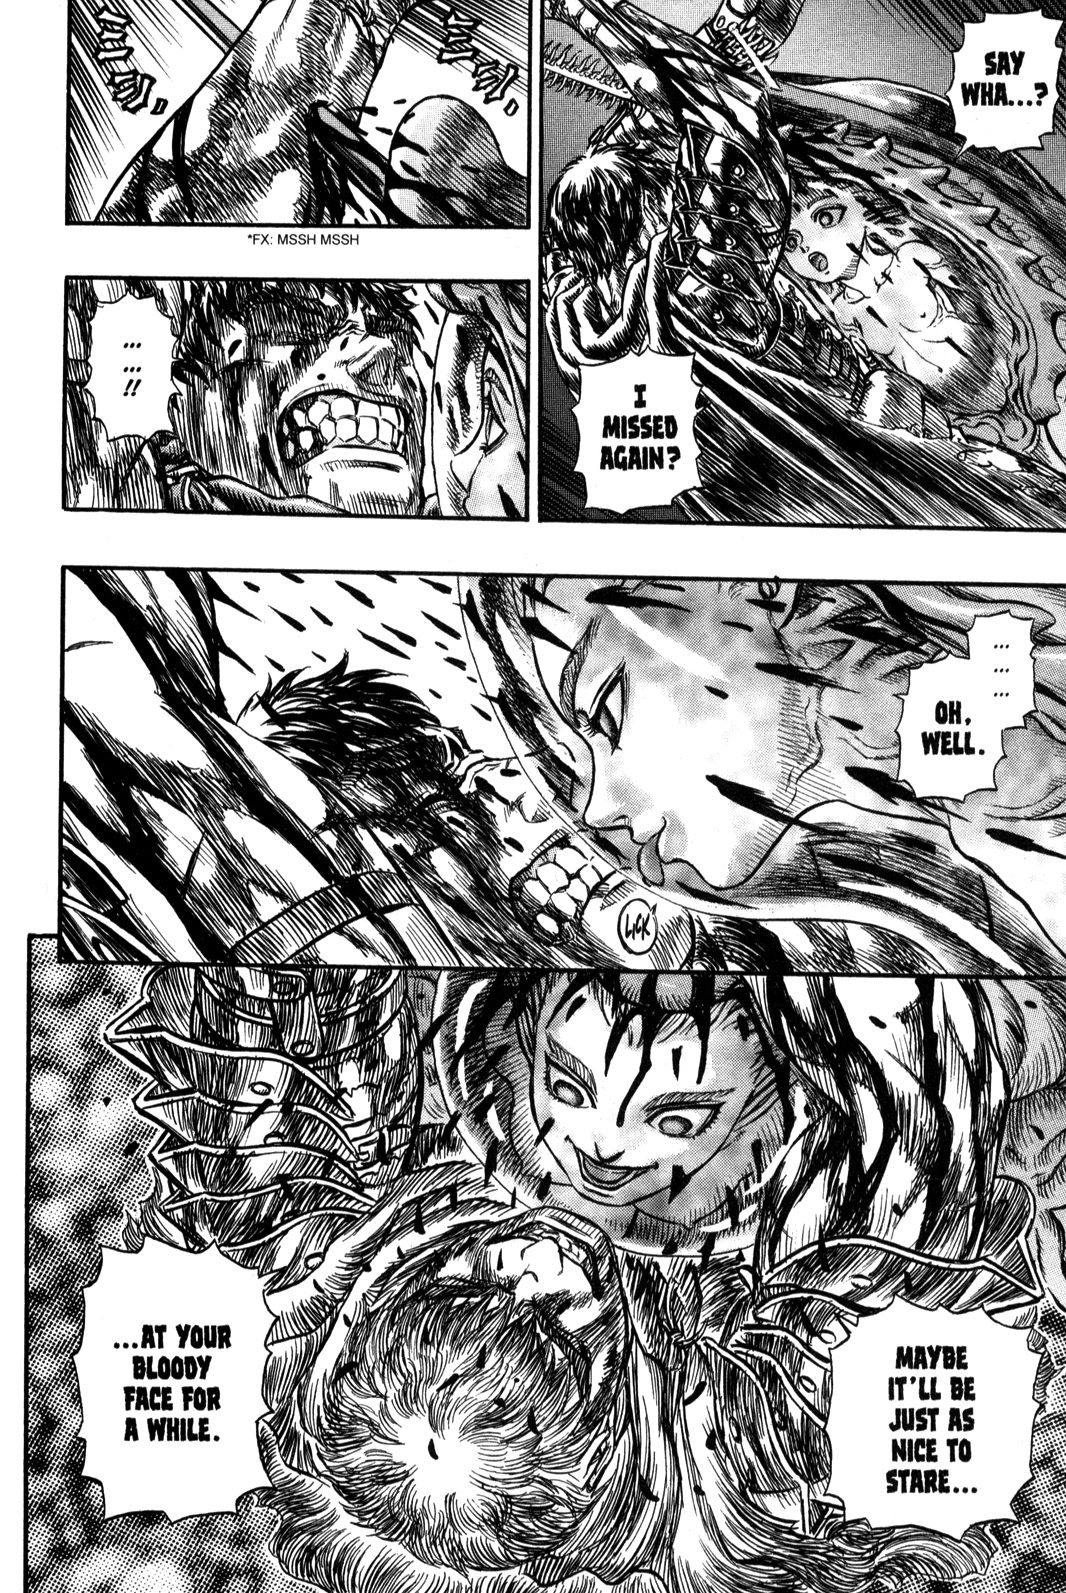 SAY
WHA...?
I
MISSED
AGAIN?
*FX: MSSH MSSH
...
...
!!
...
...
OH,
WELL.
LICK
MAYBE
IT'LL BE
JUST AS
NICE TO
STARE...
...AT YOUR
BLOODY
FACE FOR
A WHILE.